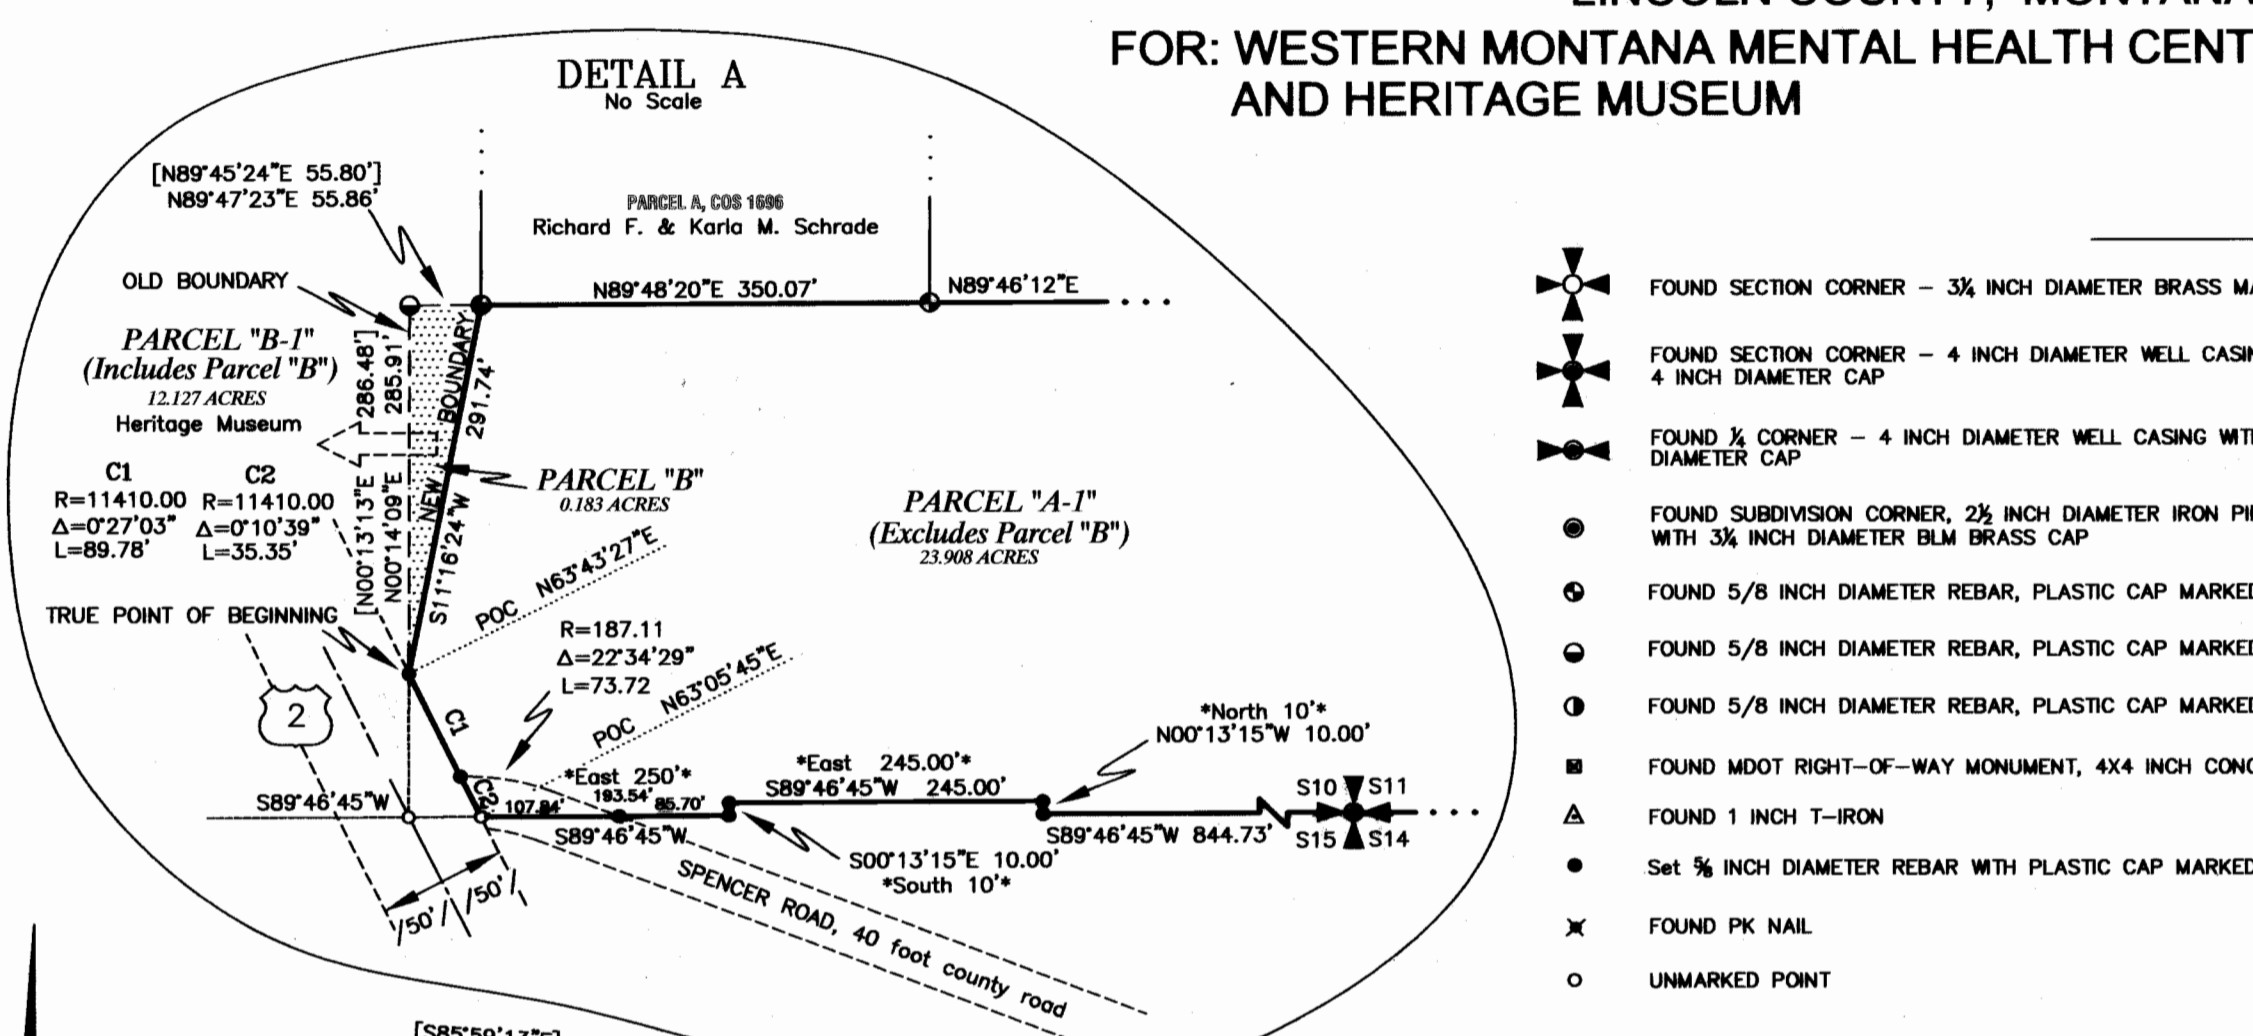 LINCOLN COUNTY, MONTANA
FOR: WESTERN MONTANA MENTAL HEALTH CENT
AND HERITAGE MUSEUM
DETAIL A
No Scale
[N89°45'24"E 55.80']
N89°47'23"E 55.86'
PARCEL A, COS 1696
Richard F. & Karla M. Schrade
OLD BOUNDARY
N89°48'20"E 350.07'
N89°46'12"E
PARCEL "B-1"
(Includes Parcel "B")
12.127 ACRES
Heritage Museum
[N00°13'13"E 286.48']
N00°14'09"E 285.91'
NEW BOUNDARY
S11°16'24"W 291.74'
C1
R=11410.00
Δ=0°27'03"
L=89.78'
C2
R=11410.00
Δ=0°10'39"
L=35.35'
PARCEL "B"
0.183 ACRES
PARCEL "A-1"
(Excludes Parcel "B")
23.908 ACRES
TRUE POINT OF BEGINNING
POC N63°43'27"E
R=187.11
Δ=22°34'29"
L=73.72
POC N63°05'45"E
2
C1
C2
*North 10'*
N00°13'15"W 10.00'
*East 250'*
193.54'
107.84'
85.70'
S89°46'45"W
*East 245.00'*
S89°46'45"W 245.00'
S89°46'45"W
S89°46'45"W 844.73'
S10 S11
S15 S14
S00°13'15"E 10.00'
*South 10'*
50'
50'
SPENCER ROAD, 40 foot county road
[S85°59'13"E]
FOUND SECTION CORNER – 3¼ INCH DIAMETER BRASS
FOUND SECTION CORNER – 4 INCH DIAMETER WELL CASIN
4 INCH DIAMETER CAP
FOUND ¼ CORNER – 4 INCH DIAMETER WELL CASING WIT
DIAMETER CAP
FOUND SUBDIVISION CORNER, 2½ INCH DIAMETER IRON PI
WITH 3¼ INCH DIAMETER BLM BRASS CAP
FOUND 5/8 INCH DIAMETER REBAR, PLASTIC CAP MARKED
FOUND 5/8 INCH DIAMETER REBAR, PLASTIC CAP MARKED
FOUND 5/8 INCH DIAMETER REBAR, PLASTIC CAP MARKED
FOUND MDOT RIGHT–OF–WAY MONUMENT, 4X4 INCH CONC
FOUND 1 INCH T–IRON
Set ⅝ INCH DIAMETER REBAR WITH PLASTIC CAP MARKED
FOUND PK NAIL
UNMARKED POINT